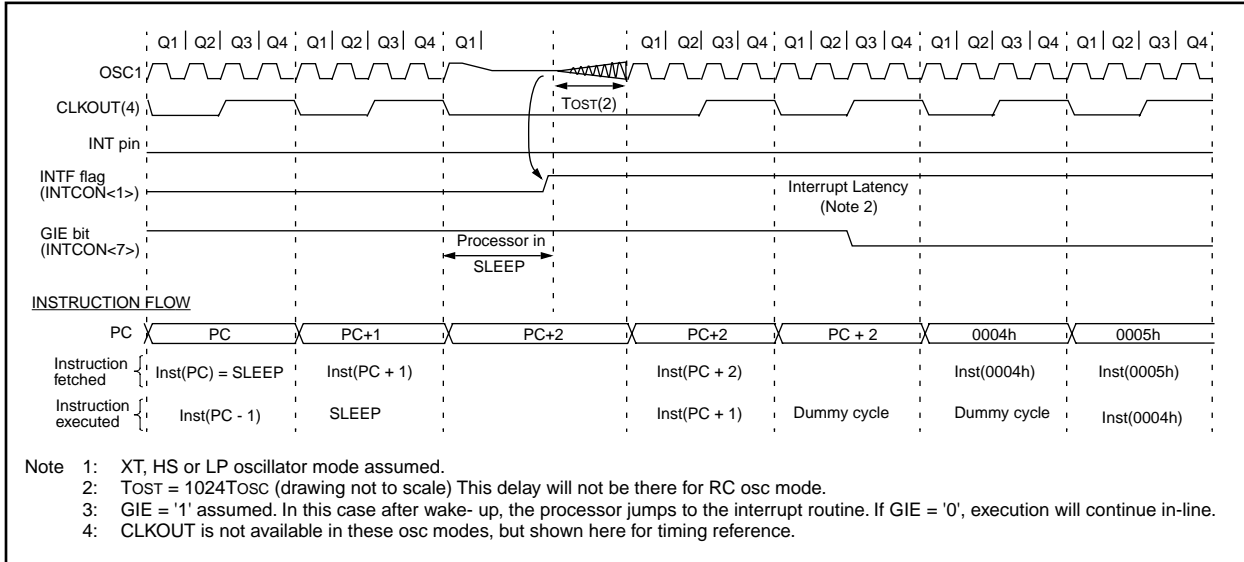 Q1 Q2 Q3 Q4 Q1 Q2 Q3 Q4 Q1 Q1 Q2 Q3 Q4 Q1 Q2 Q3 Q4 Q1 Q2 Q3 Q4 Q1 Q2 Q3 Q4
OSC1
TOST(2)
CLKOUT(4)
INT pin
INTF flag
(INTCON<1>)
Interrupt Latency
(Note 2)
GIE bit
(INTCON<7>)
Processor in
SLEEP
INSTRUCTION FLOW
PC PC PC+1 PC+2 PC+2 PC + 2 0004h 0005h
Instruction
fetched
Inst(PC) = SLEEP Inst(PC + 1) Inst(PC + 2) Inst(0004h) Inst(0005h)
Instruction
executed
Inst(PC - 1) SLEEP Inst(PC + 1) Dummy cycle Dummy cycle Inst(0004h)
Note 1: XT, HS or LP oscillator mode assumed.
2: TOST = 1024TOSC (drawing not to scale) This delay will not be there for RC osc mode.
3: GIE = '1' assumed. In this case after wake- up, the processor jumps to the interrupt routine. If GIE = '0', execution will continue in-line.
4: CLKOUT is not available in these osc modes, but shown here for timing reference.